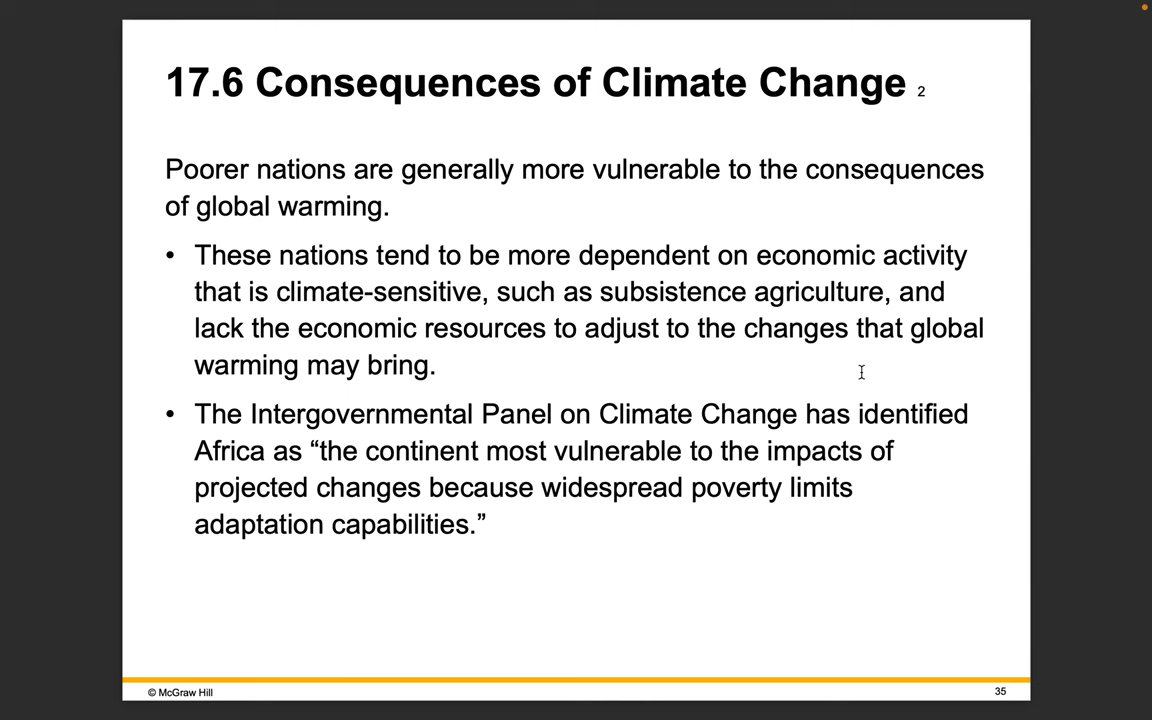 17.6 Consequences of Climate Change 2
Poorer nations are generally more vulnerable to the consequences
of global warming.
• These nations tend to be more dependent on economic activity
that is climate-sensitive, such as subsistence agriculture, and
lack the economic resources to adjust to the changes that global
warming may bring.
• The Intergovernmental Panel on Climate Change has identified
Africa as “the continent most vulnerable to the impacts of
projected changes because widespread poverty limits
adaptation capabilities.”
© McGraw Hill
35